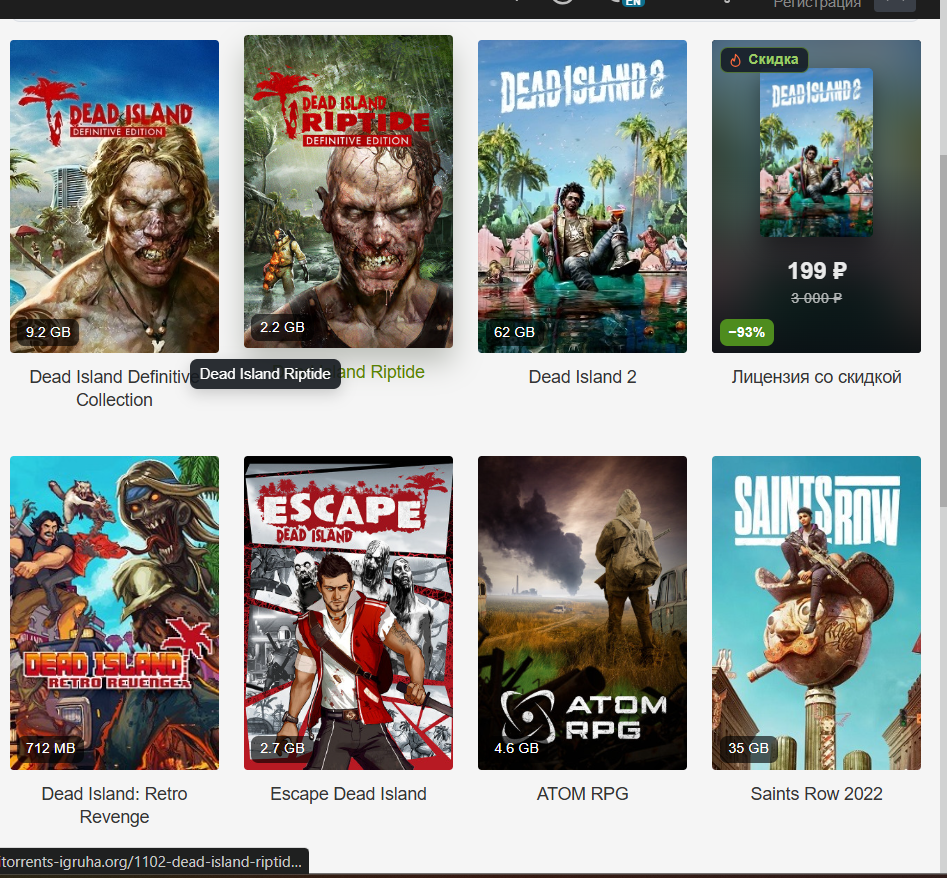 EN
Регистрация
DEAD ISLAND
DEFINITIVE EDITION
9.2 GB
Dead Island Definitive
Collection
DEAD ISLAND
RIPTIDE
DEFINITIVE EDITION
2.2 GB
Dead Island Riptide
and Riptide
DEAD ISLAND 2
62 GB
Dead Island 2
Скидка
DEAD ISLAND 2
199 ₽
3 000 ₽
−93%
Лицензия со скидкой
DEAD ISLAND:
RETRO REVENGE
712 MB
Dead Island: Retro
Revenge
ESCAPE
DEAD ISLAND
2.7 GB
Escape Dead Island
ATOM
RPG
4.6 GB
ATOM RPG
SAINTS ROW
35 GB
Saints Row 2022
itorrents-igruha.org/1102-dead-island-riptid...